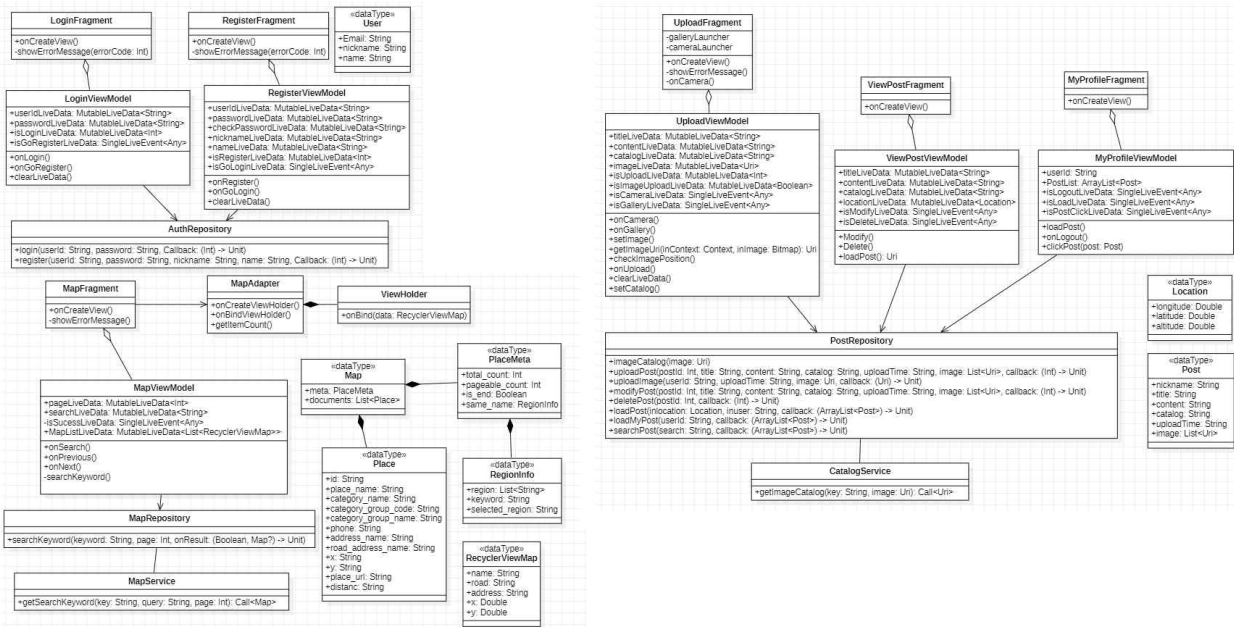 LoginFragment
+onCreateView()
-showErrorMessage(errorCode: Int)
RegisterFragment
+onCreateView()
-showErrorMessage(errorCode: Int)
«dataType»
User
+Email: String
+nickname: String
+name: String
LoginViewModel
+userIdLiveData: MutableLiveData<String>
+passwordLiveData: MutableLiveData<String>
+isLoginLiveData: MutableLiveData<Int>
+isGoRegisterLiveData: SingleLiveEvent<Any>
+onLogin()
+onGoRegister()
+clearLiveData()
RegisterViewModel
+userIdLiveData: MutableLiveData<String>
+passwordLiveData: MutableLiveData<String>
+checkPasswordLiveData: MutableLiveData<String>
+nicknameLiveData: MutableLiveData<String>
+nameLiveData: MutableLiveData<String>
+isRegisterLiveData: MutableLiveData<Int>
+isGoLoginLiveData: SingleLiveEvent<Any>
+onRegister()
+onGoLogin()
+clearLiveData()
AuthRepository
+login(userId: String, password: String, Callback: (Int) -> Unit)
+register(userId: String, password: String, nickname: String, name: String, Callback: (Int) -> Unit)
MapFragment
+onCreateView()
-showErrorMessage()
MapAdapter
+onCreateViewHolder()
+onBindViewHolder()
+getItemCount()
ViewHolder
+onBind(data: RecyclerViewMap)
MapViewModel
+pageLiveData: MutableLiveData<Int>
+searchLiveData: MutableLiveData<String>
-isSucessLiveData: SingleLiveEvent<Any>
+MapListLiveData: MutableLiveData<List<RecyclerViewMap>>
+onSearch()
+onPrevious()
+onNext()
-searchKeyword()
«dataType»
Map
+meta: PlaceMeta
+documents: List<Place>
«dataType»
PlaceMeta
+total_count: Int
+pageable_count: Int
+is_end: Boolean
+same_name: RegionInfo
«dataType»
Place
+id: String
+place_name: String
+category_name: String
+category_group_code: String
+category_group_name: String
+phone: String
+address_name: String
+road_address_name: String
+x: String
+y: String
+place_url: String
+distanc: String
«dataType»
RegionInfo
+region: List<String>
+keyword: String
+selected_region: String
«dataType»
RecyclerViewMap
+name: String
+road: String
+address: String
+x: Double
+y: Double
MapRepository
+searchKeyword(keyword: String, page: Int, onResult: (Boolean, Map?) -> Unit)
MapService
+getSearchKeyword(key: String, query: String, page: Int): Call<Map>
UploadFragment
-galleryLauncher
-cameraLauncher
+onCreateView()
-showErrorMessage()
-onCamera()
ViewPostFragment
+onCreateView()
MyProfileFragment
+onCreateView()
UploadViewModel
+titleLiveData: MutableLiveData<String>
+contentLiveData: MutableLiveData<String>
+catalogLiveData: MutableLiveData<String>
+imageLiveData: MutableLiveData<Uri>
+isUploadLiveData: MutableLiveData<Int>
+isImageUploadLiveData: MutableLiveData<Boolean>
+isCameraLiveData: SingleLiveEvent<Any>
+isGalleryLiveData: SingleLiveEvent<Any>
+onCamera()
+onGallery()
+setImage()
+getImageUri(inContext: Context, inImage: Bitmap): Uri
+checkImagePosition()
+onUpload()
+clearLiveData()
+setCatalog()
ViewPostViewModel
+titleLiveData: MutableLiveData<String>
+contentLiveData: MutableLiveData<String>
+catalogLiveData: MutableLiveData<String>
+locationLiveData: MutableLiveData<Location>
+isModifyLiveData: SingleLiveEvent<Any>
+isDeleteLiveData: SingleLiveEvent<Any>
+Modify()
+Delete()
+loadPost(): Uri
MyProfileViewModel
+userId: String
+PostList: ArrayList<Post>
+isLogoutLiveData: SingleLiveEvent<Any>
+isLoadLiveData: SingleLiveEvent<Any>
+isPostClickLiveData: SingleLiveEvent<Any>
+loadPost()
+onLogout()
+clickPost(post: Post)
«dataType»
Location
+longitude: Double
+latitude: Double
+altitude: Double
PostRepository
+imageCatalog(image: Uri)
+uploadPost(postId: Int, title: String, content: String, catalog: String, uploadTime: String, image: List<Uri>, callback: (Int) -> Unit)
+uploadImage(userId: String, uploadTime: String, image: Uri, callback: (Uri) -> Unit)
+modifyPost(postId: Int, title: String, content: String, catalog: String, uploadTime: String, image: List<Uri>, callback: (Int) -> Unit)
+deletePost(postId: Int, callback: (Int) -> Unit)
+loadPost(inlocation: Location, inuser: String, callback: (ArrayList<Post>) -> Unit)
+loadMyPost(userId: String, callback: (ArrayList<Post>) -> Unit)
+searchPost(search: String, callback: (ArrayList<Post>) -> Unit)
«dataType»
Post
+nickname: String
+title: String
+content: String
+catalog: String
+uploadTime: String
+image: List<Uri>
CatalogService
+getImageCatalog(key: String, image: Uri): Call<Uri>